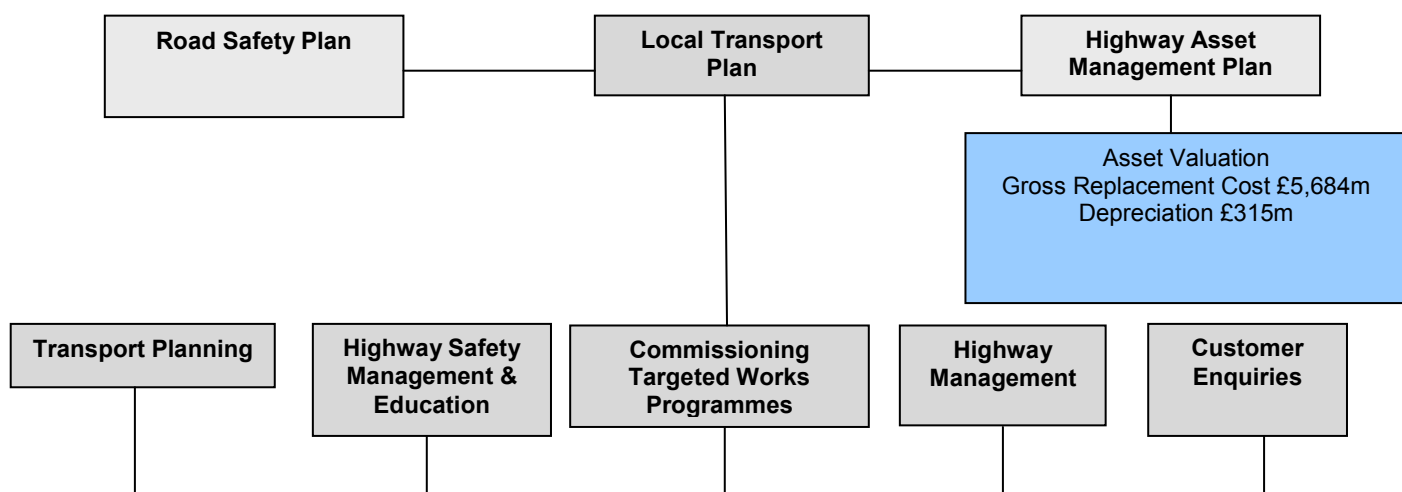 Road Safety Plan
Local Transport
Plan
Highway Asset
Management Plan
Asset Valuation
Gross Replacement Cost £5,684m
Depreciation £315m
Transport Planning
Highway Safety
Management &
Education
Commissioning
Targeted Works
Programmes
Highway
Management
Customer
Enquiries